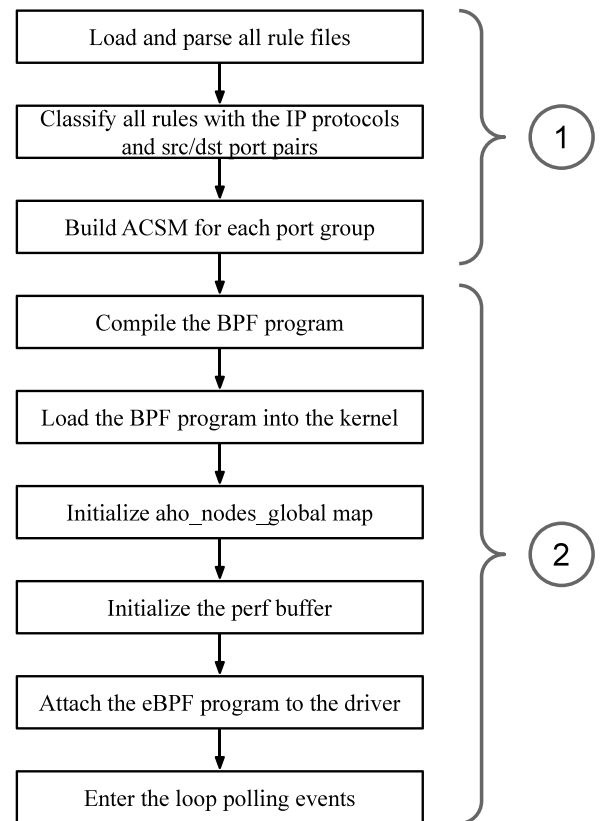 Load and parse all rule files
Classify all rules with the IP protocols
and src/dst port pairs
1
Build ACSM for each port group
Compile the BPF program
Load the BPF program into the kernel
Initialize aho_nodes_global map
2
Initialize the perf buffer
Attach the eBPF program to the driver
Enter the loop polling events